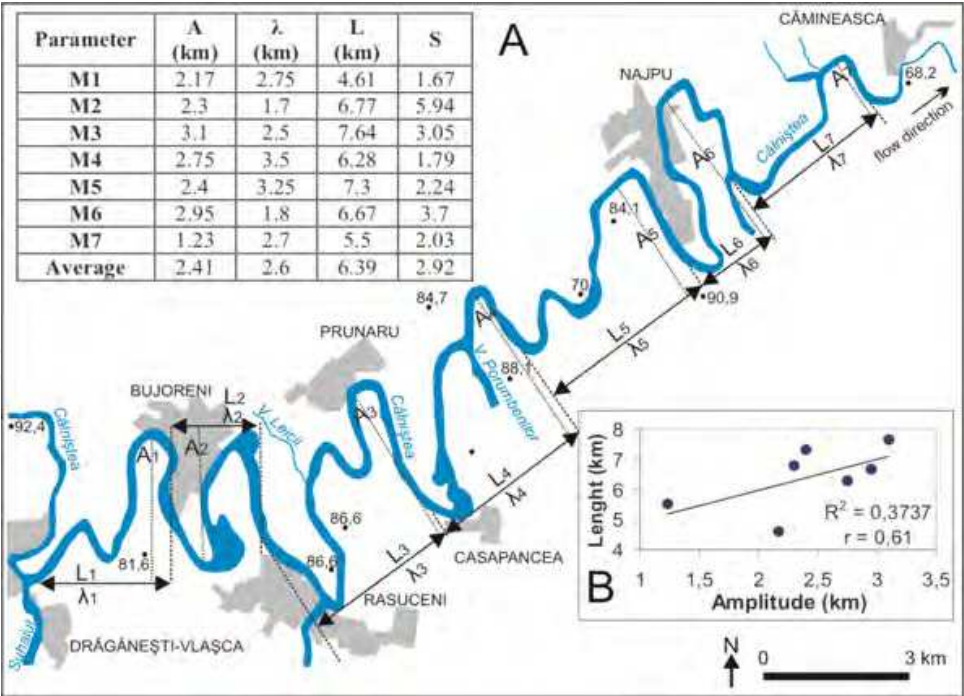 A
Parameter A (km) λ (km) L (km) S
M1 2.17 2.75 4.61 1.67
M2 2.3 1.7 6.77 5.94
M3 3.1 2.5 7.64 3.05
M4 2.75 3.5 6.28 1.79
M5 2.4 3.25 7.3 2.24
M6 2.95 1.8 6.67 3.7
M7 1.23 2.7 5.5 2.03
Average 2.41 2.6 6.39 2.92
CĂMINEASCA
NAJPU
A7
68,2
flow direction
Câlniştea
L7
λ7
A6
84,1
A5
L6
λ6
90,9
70
84,7
L5
λ5
PRUNARU
A4
88,1
V. Porumbenilor
BUJORENI
L2
λ2
V. Leicii
A3
Câlniştea
92,4
Câlniştea
A1
A2
L4
λ4
86,6
CASAPANCEA
81,6
86,6
L3
λ3
L1
λ1
RASUCENI
DRĂGĂNEŞTI-VLAŞCA
Suhatul
8
7
6
5
4
Lenght (km)
R² = 0,3737
r = 0,61
1 1,5 2 2,5 3 3,5
Amplitude (km)
B
N
0 3 km